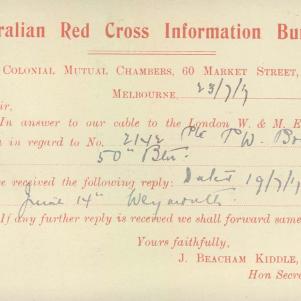 ralian Red Cross Information Bu
Colonial Mutual Chambers, 60 Market Street,
Melbourne, 23/7/17
ir,
In answer to our cable to the London W. & M. E
n in regard to No. 2142 Pte P.W. Br
50th Btn.
e received the following reply: Dated 19/7/1
June 14th Weymouth.
If any further reply is received we shall forward same
Yours faithfully,
J. Beacham Kiddle,
Hon Secre